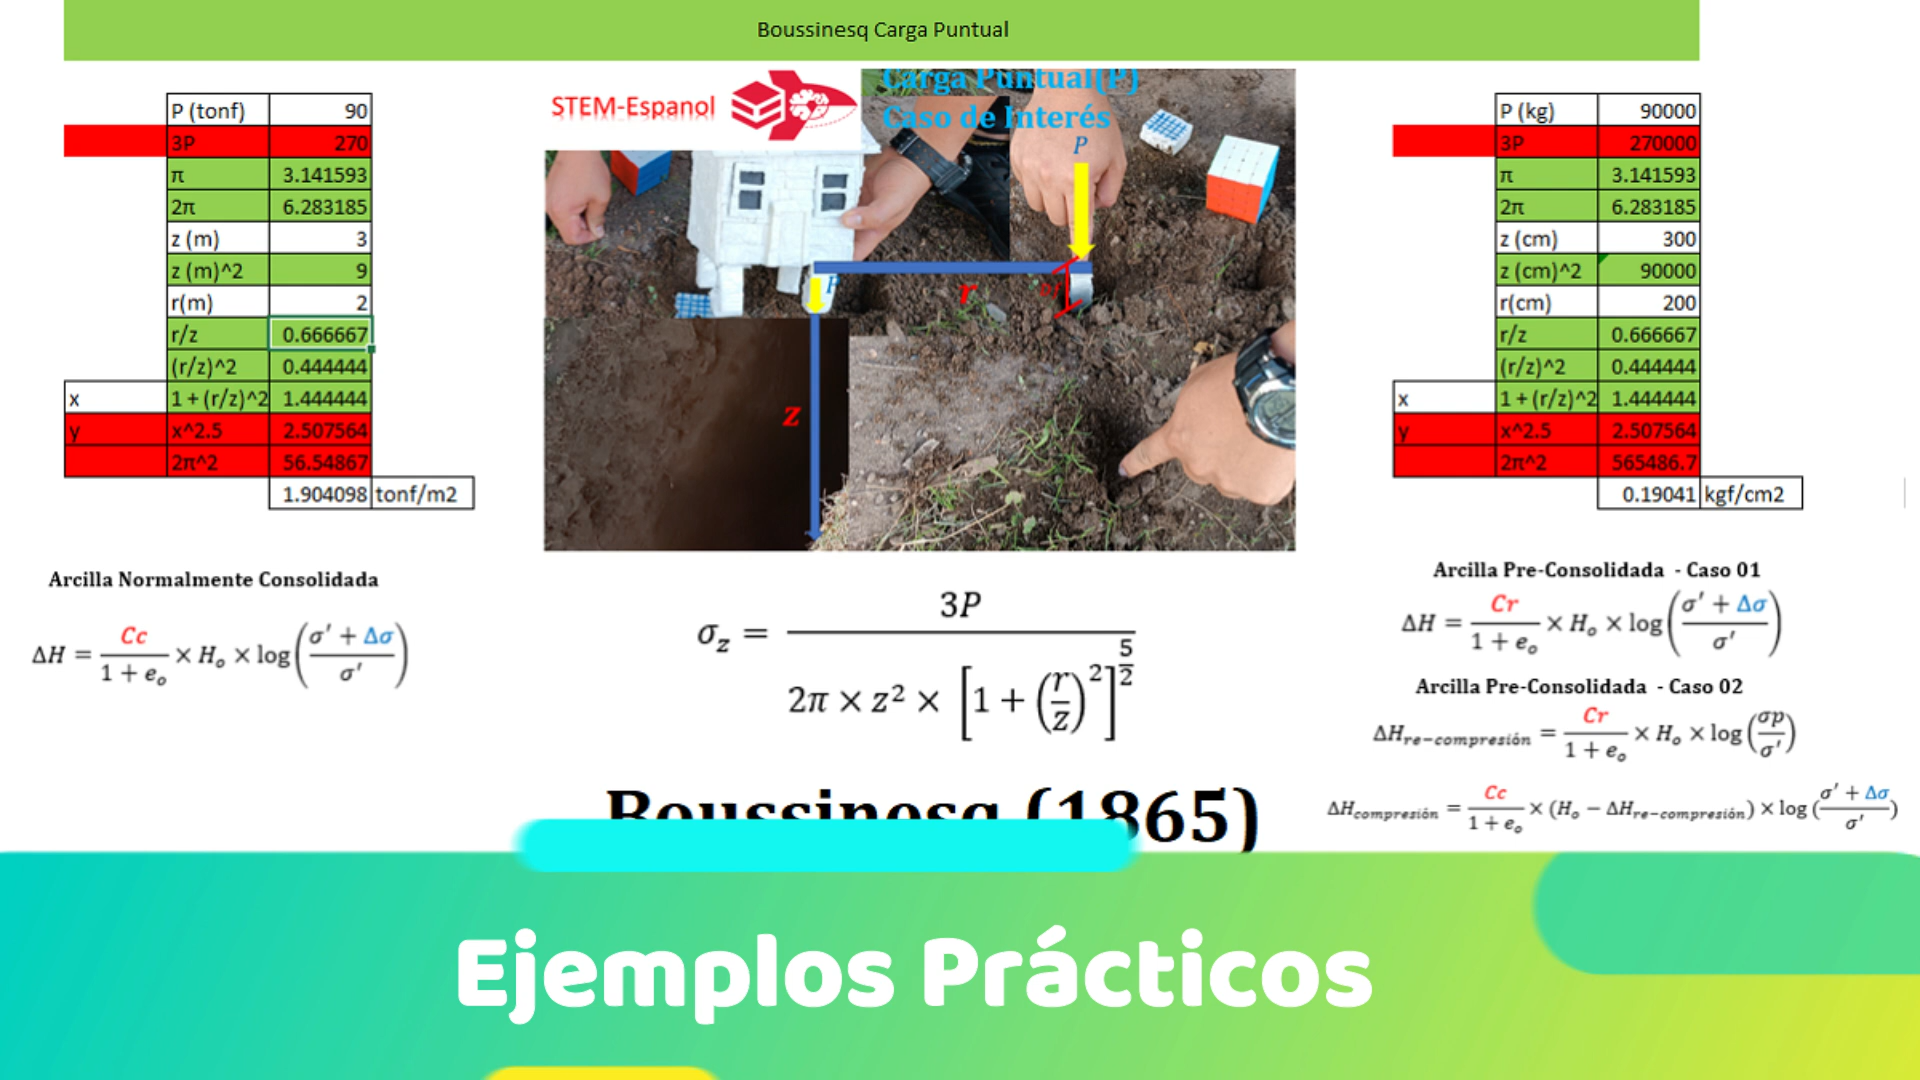 Boussinesq Carga Puntual
P (tonf) 90
3P 270
π 3.141593
2π 6.283185
z (m) 3
z (m)^2 9
r(m) 2
r/z 0.666667
(r/z)^2 0.444444
x 1 + (r/z)^2 1.444444
y x^2.5 2.507564
2π^2 56.54867
1.904098 tonf/m2
STEM-Espanol
Carga Puntual(P)
Caso de Interés
P
r
z
P (kg) 90000
3P 270000
π 3.141593
2π 6.283185
z (cm) 300
z (cm)^2 90000
r(cm) 200
r/z 0.666667
(r/z)^2 0.444444
x 1 + (r/z)^2 1.444444
y x^2.5 2.507564
2π^2 565486.7
0.19041 kgf/cm2
Arcilla Normalmente Consolidada
ΔH = Cc / (1 + eₒ) × Hₒ × log((σ′ + Δσ) / σ′)
σz = 3P / (2π × z² × [1 + (r/z)²]^(5/2))
Boussinesq (1865)
Arcilla Pre-Consolidada - Caso 01
ΔH = Cr / (1 + eₒ) × Hₒ × log((σ′ + Δσ) / σ′)
Arcilla Pre-Consolidada - Caso 02
ΔHre−compresión = Cr / (1 + eₒ) × Hₒ × log(σp / σ′)
ΔHcompresión = Cc / (1 + eₒ) × (Hₒ − ΔHre−compresión) × log((σ′ + Δσ) / σ′)
Ejemplos Prácticos